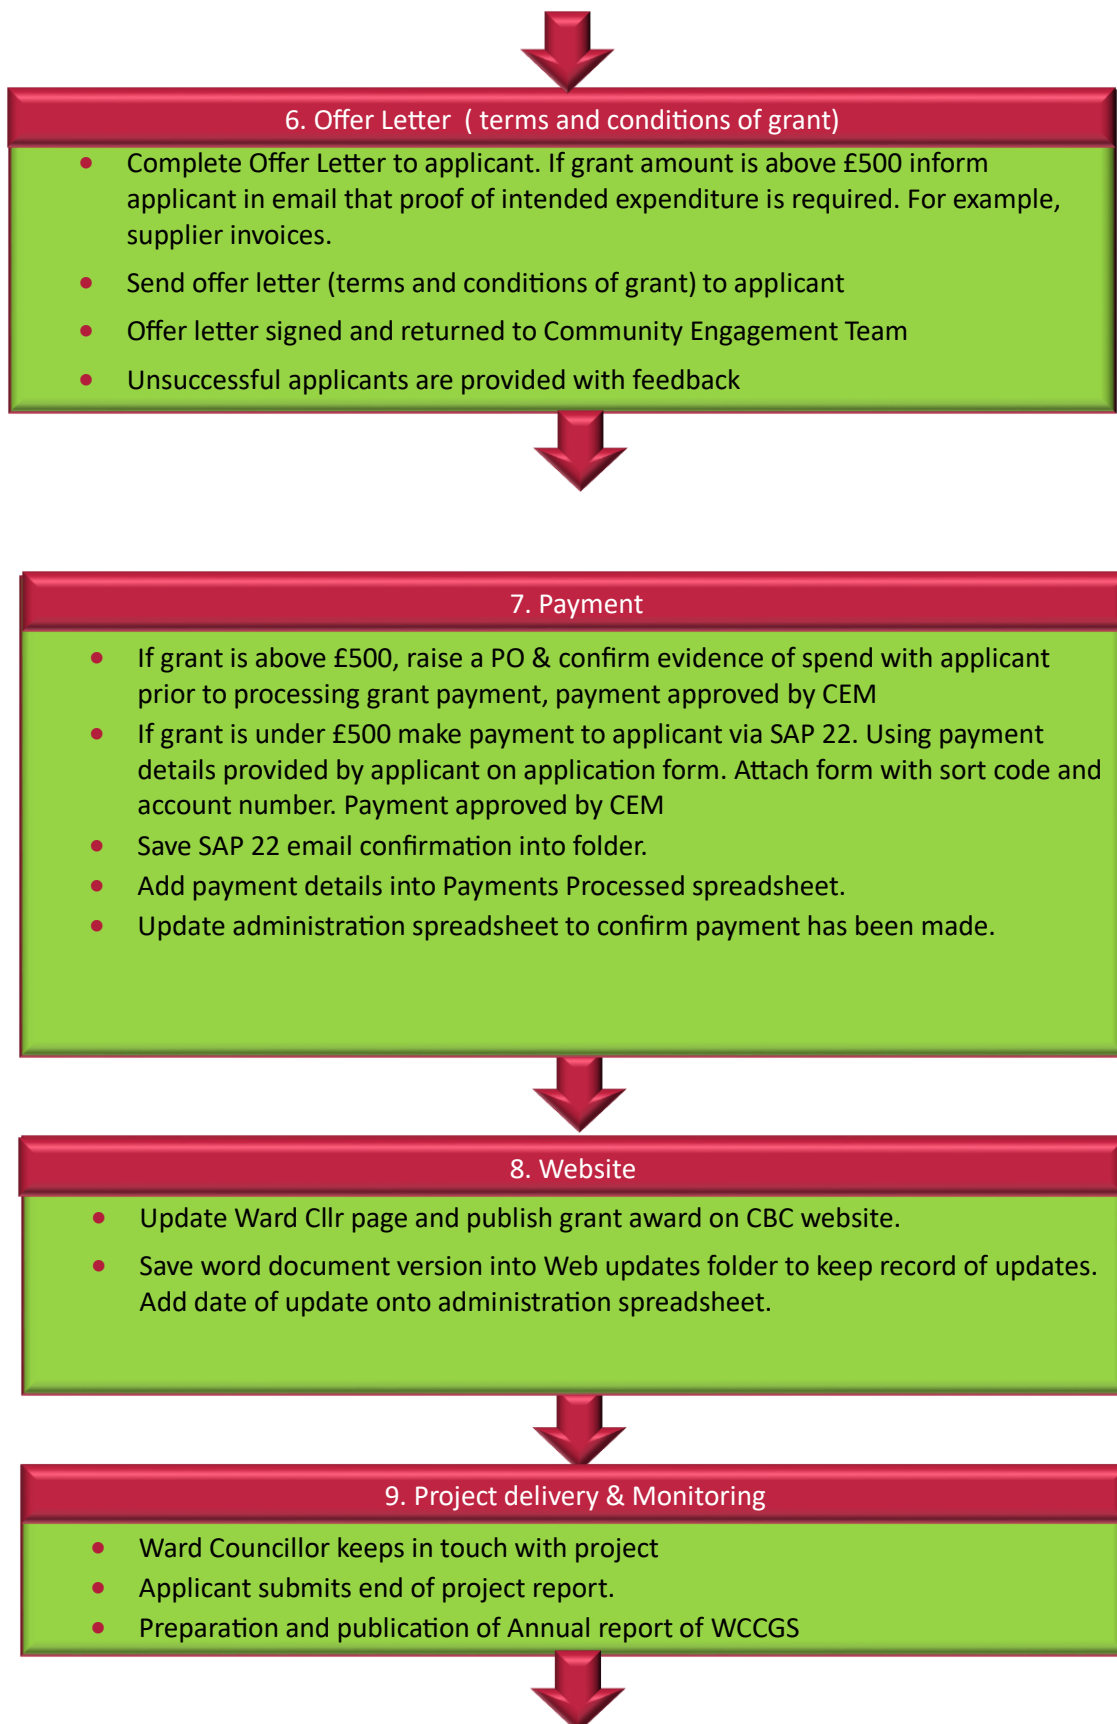 6. Offer Letter  ( terms and conditions of grant)
• Complete Offer Letter to applicant. If grant amount is above £500 inform
applicant in email that proof of intended expenditure is required. For example,
supplier invoices.
• Send offer letter (terms and conditions of grant) to applicant
• Offer letter signed and returned to Community Engagement Team
• Unsuccessful applicants are provided with feedback
7. Payment
• If grant is above £500, raise a PO & confirm evidence of spend with applicant
prior to processing grant payment, payment approved by CEM
• If grant is under £500 make payment to applicant via SAP 22. Using payment
details provided by applicant on application form. Attach form with sort code and
account number. Payment approved by CEM
• Save SAP 22 email confirmation into folder.
• Add payment details into Payments Processed spreadsheet.
• Update administration spreadsheet to confirm payment has been made.
8. Website
• Update Ward Cllr page and publish grant award on CBC website.
• Save word document version into Web updates folder to keep record of updates.
Add date of update onto administration spreadsheet.
9. Project delivery & Monitoring
• Ward Councillor keeps in touch with project
• Applicant submits end of project report.
• Preparation and publication of Annual report of WCCGS